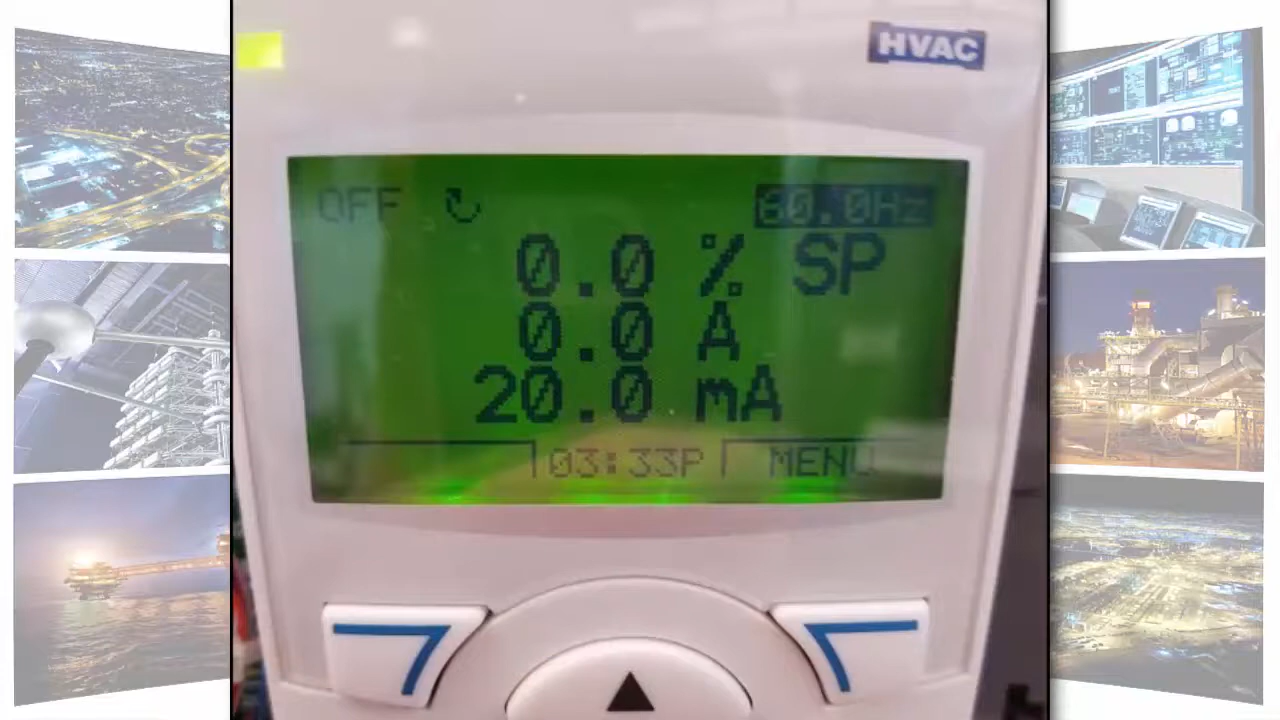 HVAC
OFF ↻ 60.0Hz
0.0 % SP
0.0 A
20.0 mA
03:33P MENU